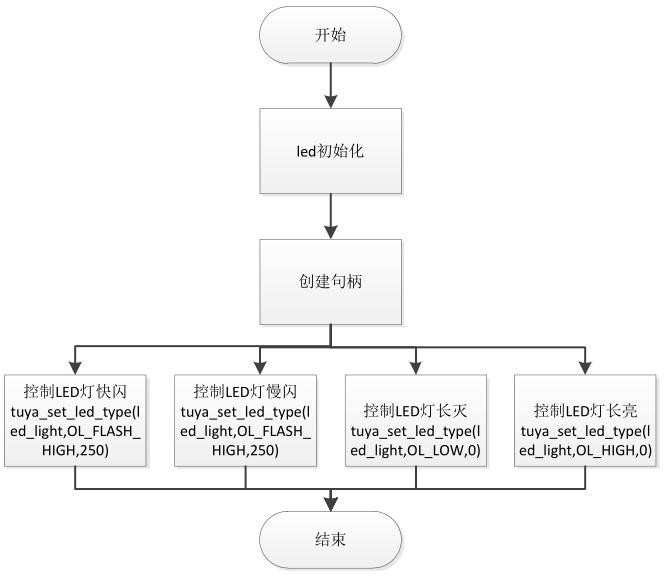 开始
led初始化
创建句柄
控制LED灯快闪
tuya_set_led_type(l
ed_light,OL_FLASH_
HIGH,250)
控制LED灯慢闪
tuya_set_led_type(l
ed_light,OL_FLASH_
HIGH,250)
控制LED灯长灭
tuya_set_led_type(l
ed_light,OL_LOW,0)
控制LED灯长亮
tuya_set_led_type(l
ed_light,OL_HIGH,0)
结束